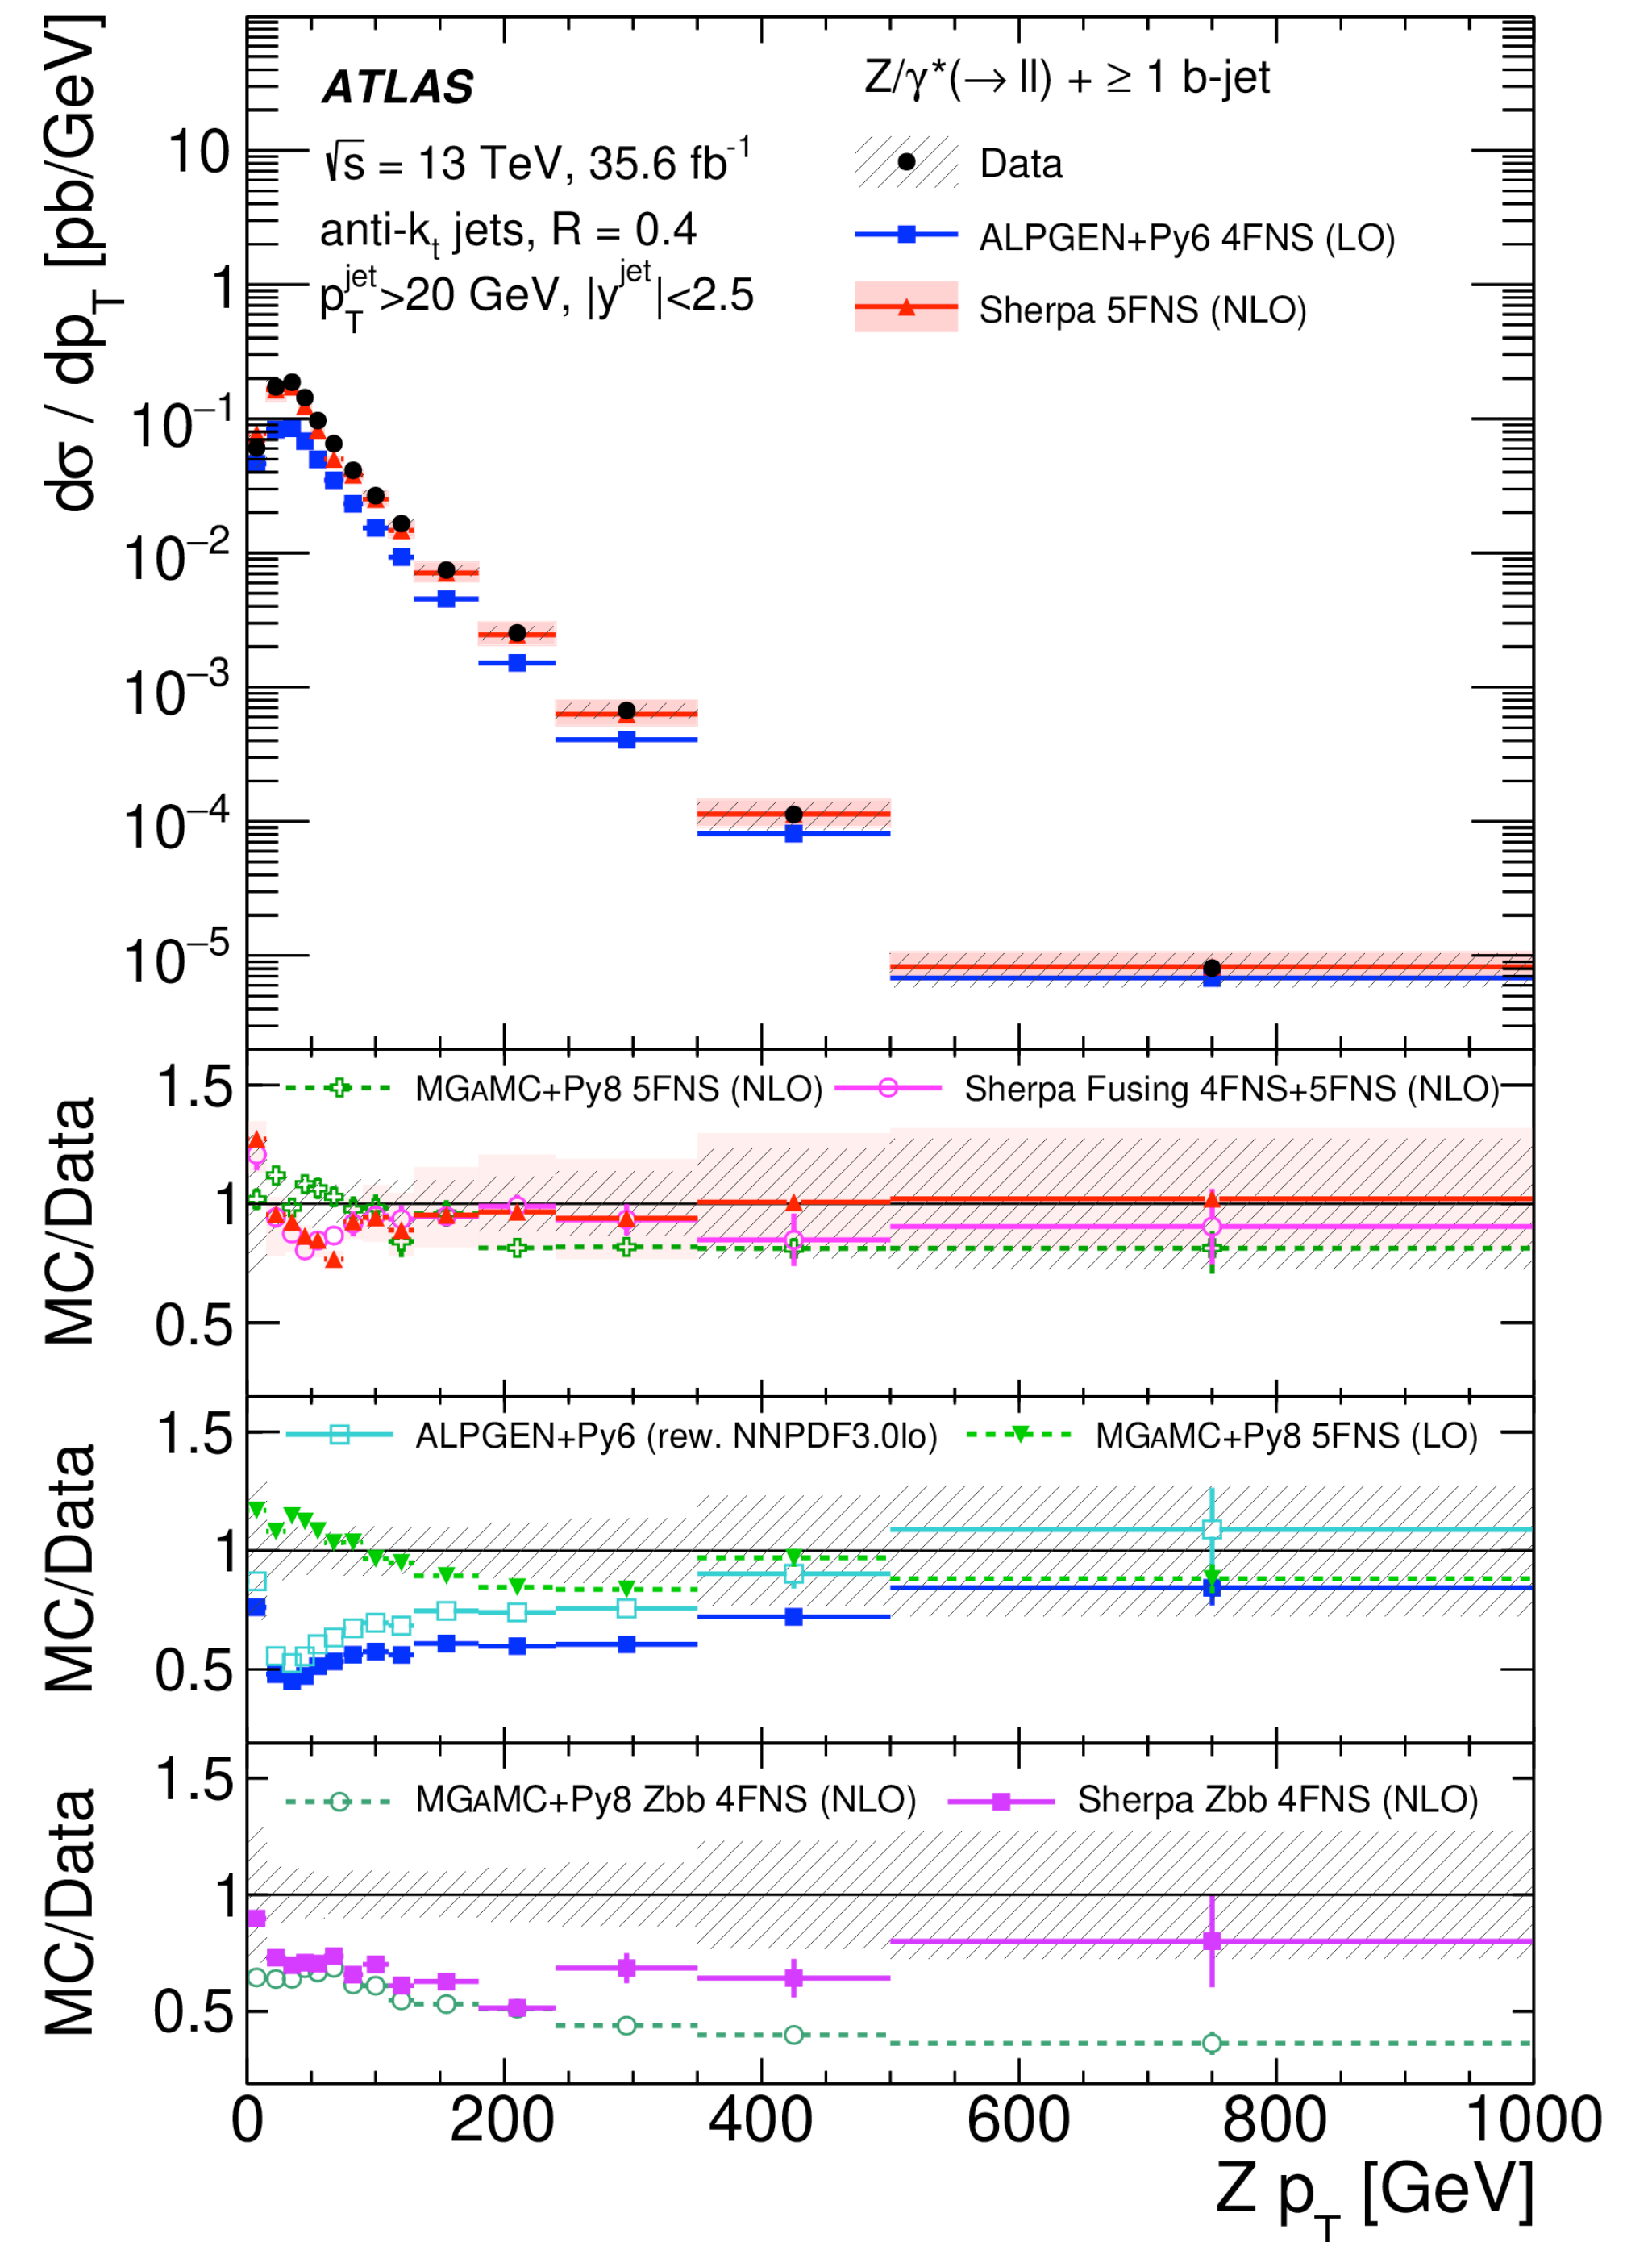 ATLAS
√s = 13 TeV, 35.6 fb⁻¹
anti-kₜ jets, R = 0.4
p_T^jet >20 GeV, |y^jet|<2.5
Z/γ*(→ ll) + ≥ 1 b-jet
Data
ALPGEN+Py6 4FNS (LO)
Sherpa 5FNS (NLO)
dσ / dp_T [pb/GeV]
10
1
10⁻¹
10⁻²
10⁻³
10⁻⁴
10⁻⁵
MC/Data
1.5
1
0.5
MGAMC+Py8 5FNS (NLO)
Sherpa Fusing 4FNS+5FNS (NLO)
MC/Data
1.5
1
0.5
ALPGEN+Py6 (rew. NNPDF3.0lo)
MGAMC+Py8 5FNS (LO)
MC/Data
1.5
1
0.5
MGAMC+Py8 Zbb 4FNS (NLO)
Sherpa Zbb 4FNS (NLO)
0 200 400 600 800 1000
Z p_T [GeV]